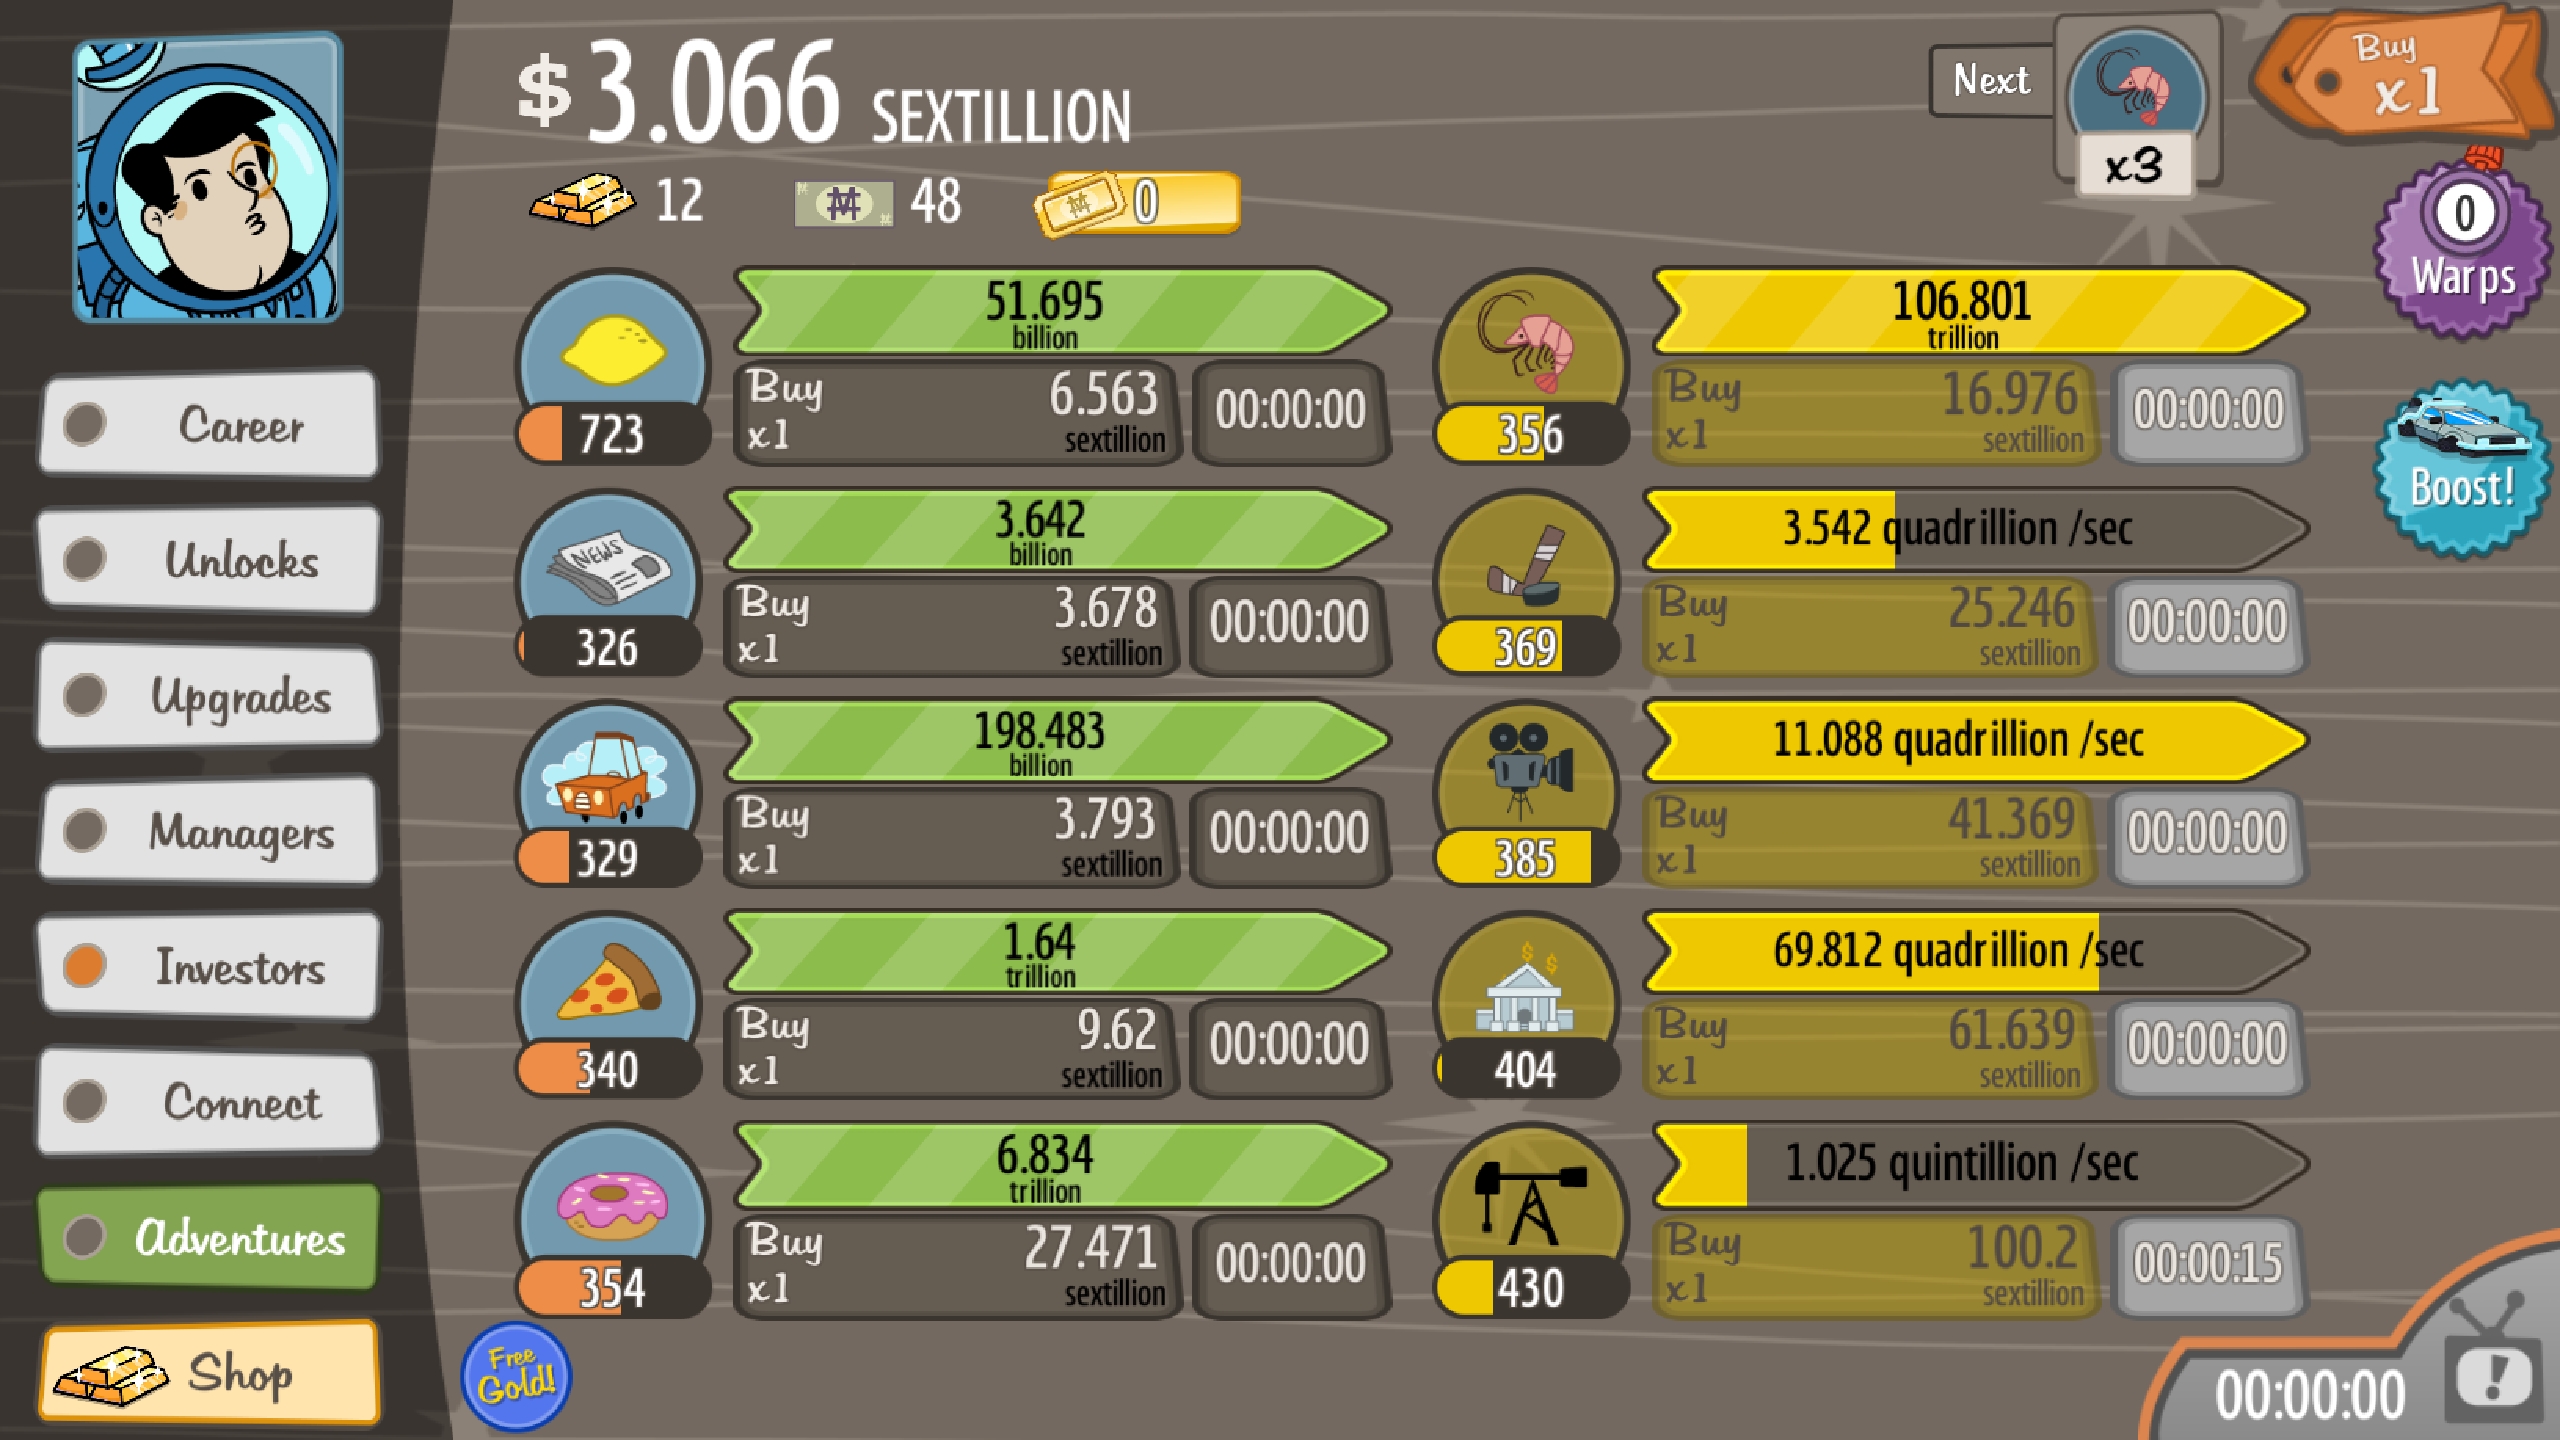 $ 3.066 SEXTILLION
Next
x3
Buy
x1
12
48
0
0
Warps
Boost!
Career
Unlocks
Upgrades
Managers
Investors
Connect
Adventures
Shop
723
51.695
billion
Buy
x1
6.563
sextillion
00:00:00
NEWS
326
3.642
billion
Buy
x1
3.678
sextillion
00:00:00
329
198.483
billion
Buy
x1
3.793
sextillion
00:00:00
340
1.64
trillion
Buy
x1
9.62
sextillion
00:00:00
354
6.834
trillion
Buy
x1
27.471
sextillion
00:00:00
356
106.801
trillion
Buy
x1
16.976
sextillion
00:00:00
369
3.542 quadrillion /sec
Buy
x1
25.246
sextillion
00:00:00
385
11.088 quadrillion /sec
Buy
x1
41.369
sextillion
00:00:00
404
69.812 quadrillion /sec
Buy
x1
61.639
sextillion
00:00:00
430
1.025 quintillion /sec
Buy
x1
100.2
sextillion
00:00:15
Free
Gold!
00:00:00
!